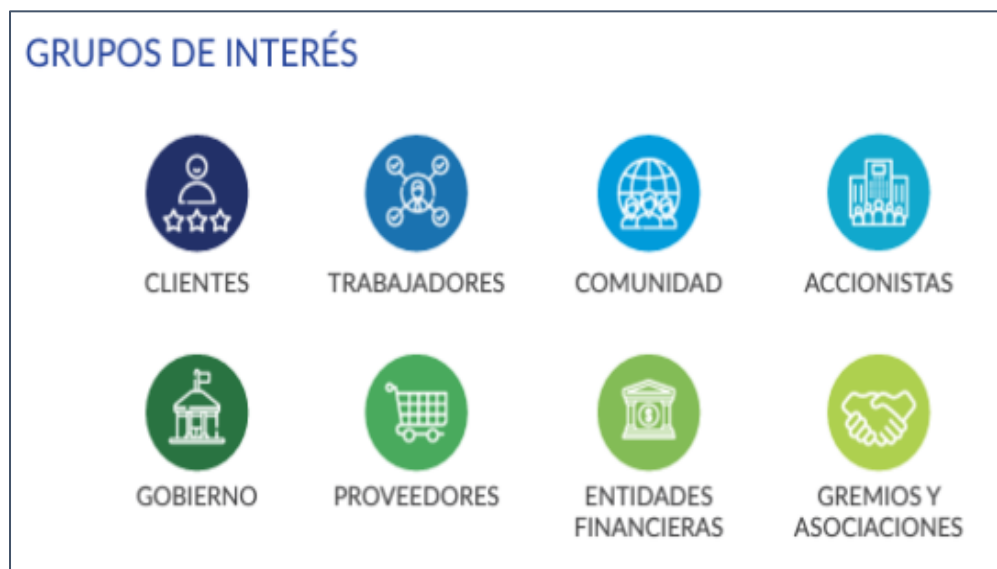 GRUPOS DE INTERÉS
CLIENTES
TRABAJADORES
COMUNIDAD
ACCIONISTAS
GOBIERNO
PROVEEDORES
ENTIDADES
FINANCIERAS
GREMIOS Y
ASOCIACIONES